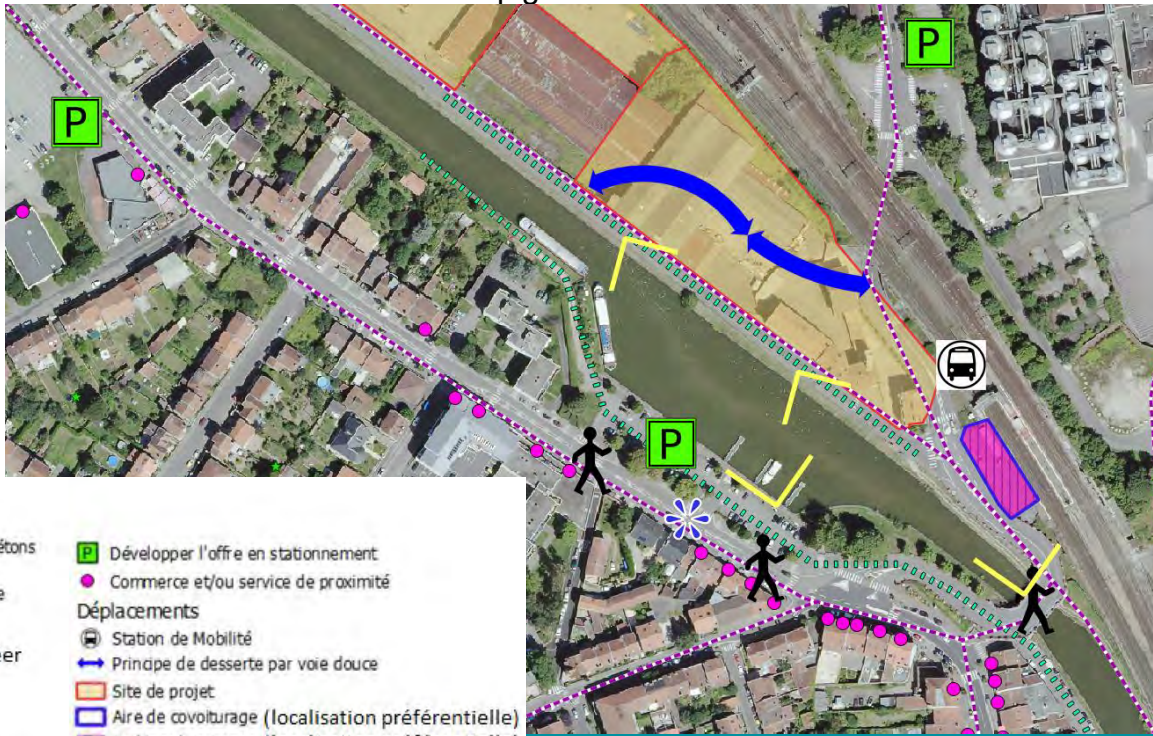 P
P
P
étons
P Développer l'offre en stationnement
Commerce et/ou service de proximité
Déplacements
Station de Mobilité
Principe de desserte par voie douce
Site de projet
Aire de covoiturage (localisation préférentielle)